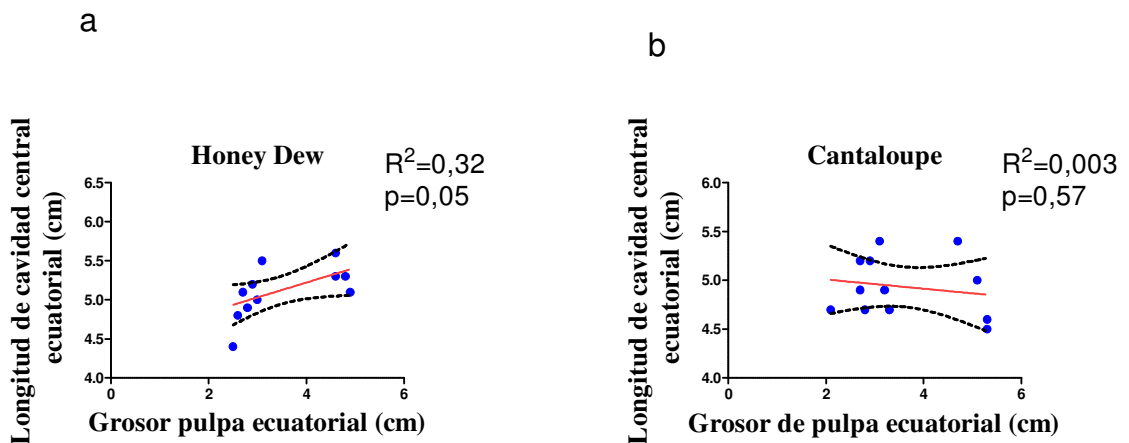 a
Honey Dew
R²=0,32
p=0,05
Longitud de cavidad central
ecuatorial (cm)
6.5
6.0
5.5
5.0
4.5
4.0
0
2
4
6
Grosor pulpa ecuatorial (cm)
b
Cantaloupe
R²=0,003
p=0,57
Longitud de cavidad central
ecuatorial (cm)
6.0
5.5
5.0
4.5
4.0
0
2
4
6
Grosor de pulpa ecuatorial (cm)